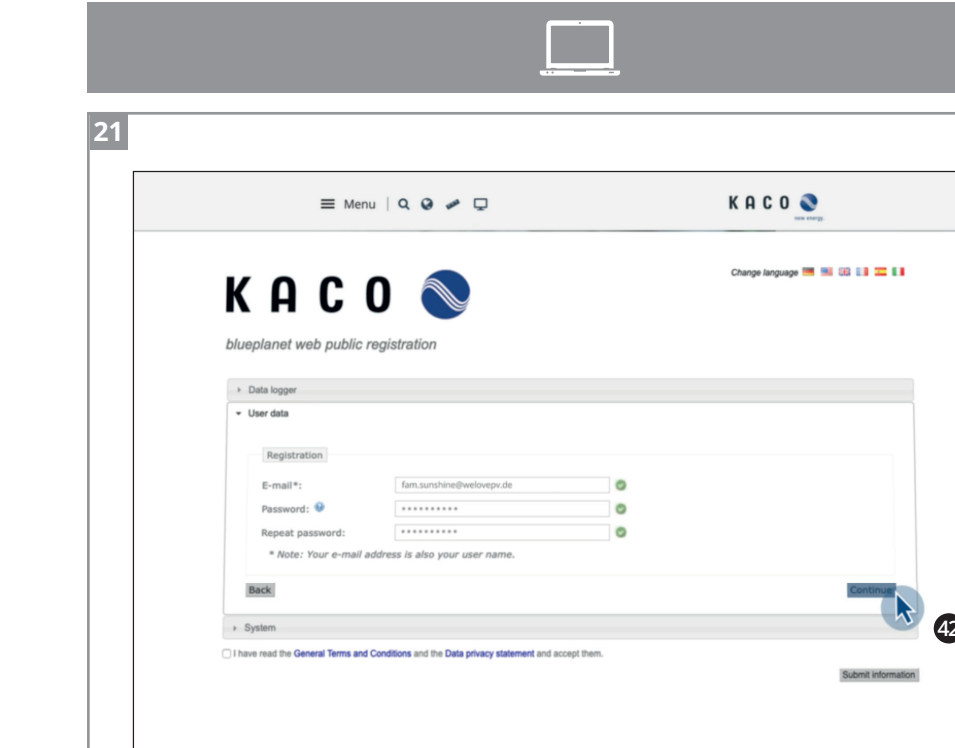 21
Menu
KACO
new energy.
Change language
KACO
blueplanet web public registration
Data logger
User data
Registration
E-mail*:
fam.sunshine@welovepv.de
Password:
**********
Repeat password:
**********
* Note: Your e-mail address is also your user name.
Back
Continue
System
42
I have read the General Terms and Conditions and the Data privacy statement and accept them.
Submit information